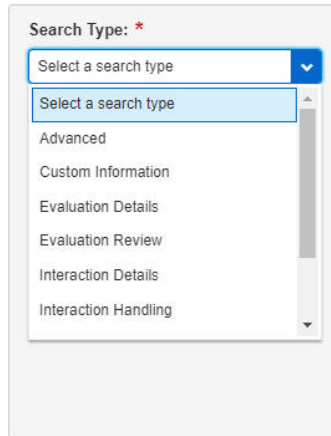 Search Type: *
Select a search type
Select a search type
Advanced
Custom Information
Evaluation Details
Evaluation Review
Interaction Details
Interaction Handling